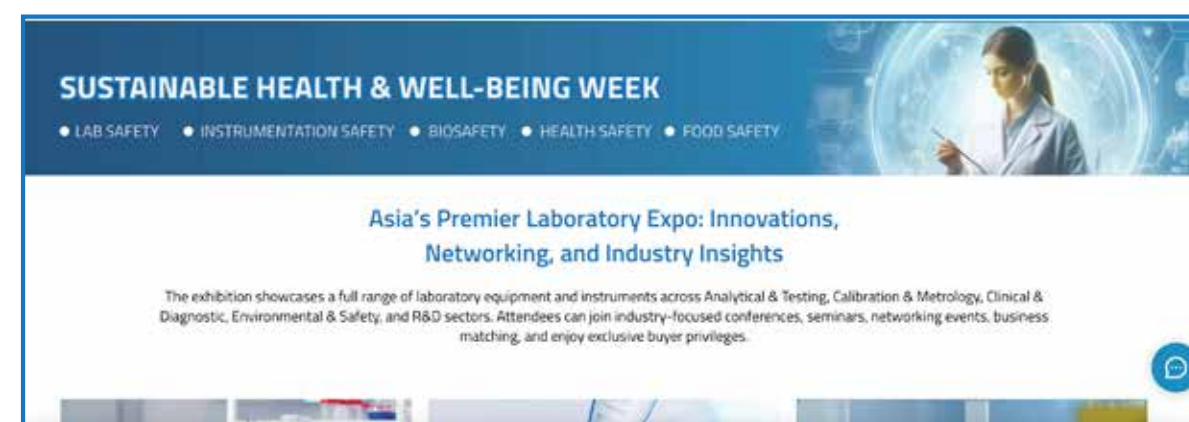 SUSTAINABLE HEALTH & WELL-BEING WEEK
● LAB SAFETY ● INSTRUMENTATION SAFETY ● BIOSAFETY ● HEALTH SAFETY ● FOOD SAFETY
Asia's Premier Laboratory Expo: Innovations,
Networking, and Industry Insights
The exhibition showcases a full range of laboratory equipment and instruments across Analytical & Testing, Calibration & Metrology, Clinical &
Diagnostic, Environmental & Safety, and R&D sectors. Attendees can join industry-focused conferences, seminars, networking events, business
matching, and enjoy exclusive buyer privileges.